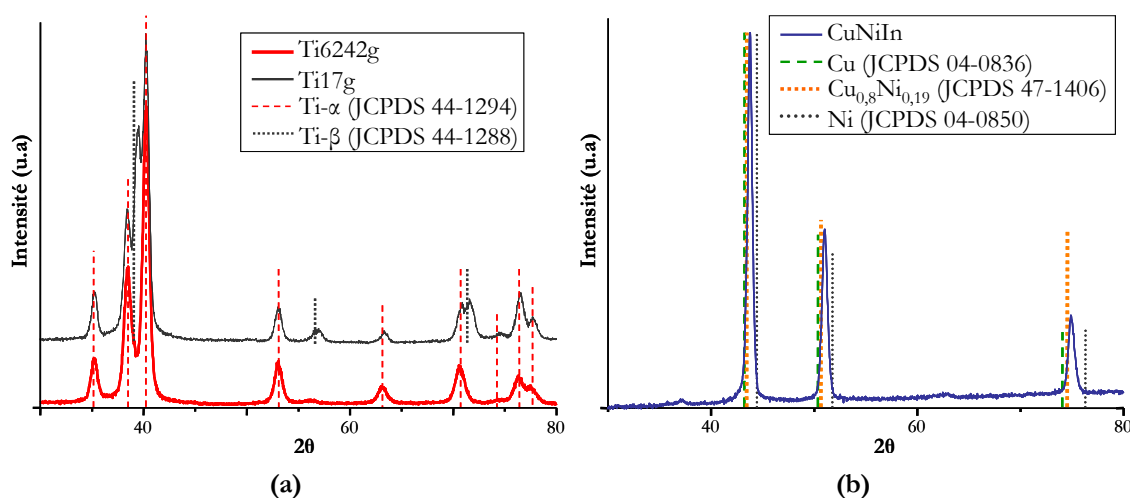 Ti6242g
Ti17g
Ti-α (JCPDS 44-1294)
Ti-β (JCPDS 44-1288)
Intensité (u.a)
40
60
80
2θ
(a)
CuNiIn
Cu (JCPDS 04-0836)
Cu0,8Ni0,19 (JCPDS 47-1406)
Ni (JCPDS 04-0850)
Intensité (u.a)
40
60
80
2θ
(b)